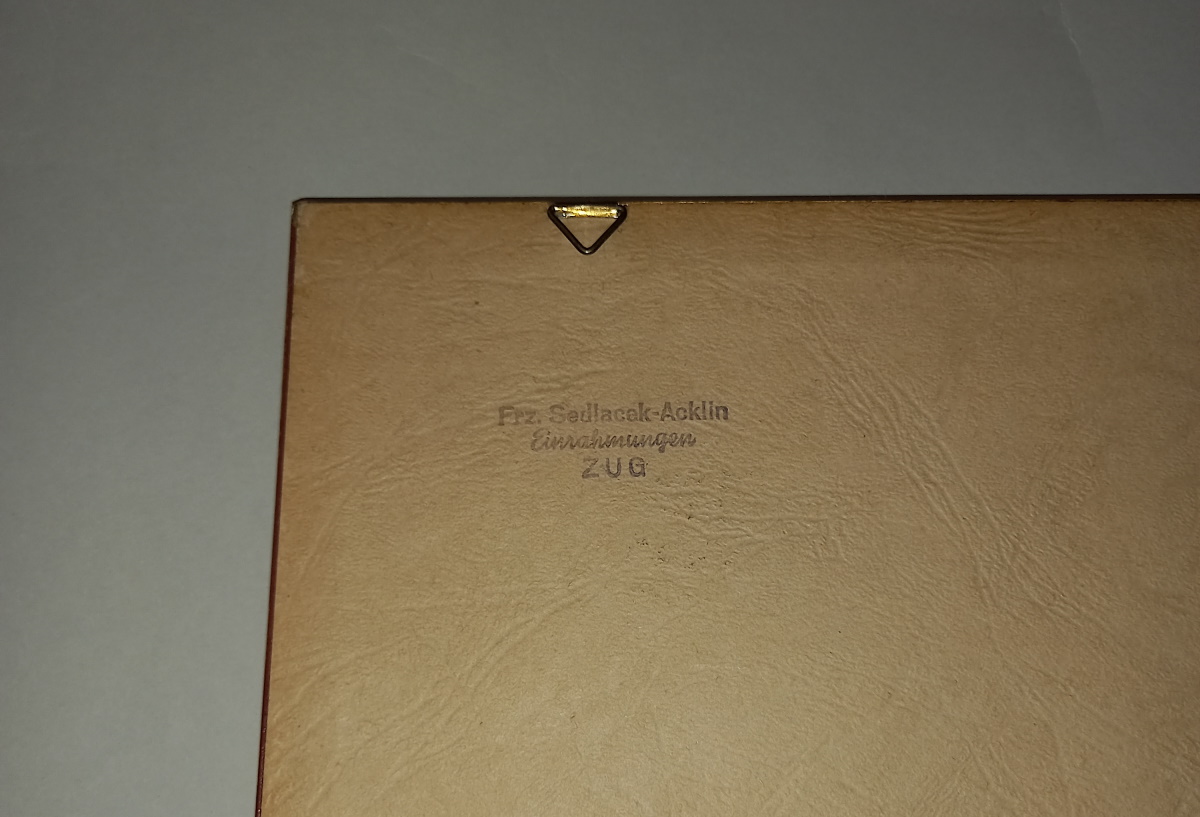 Frz. Sedlacek-Acklin
Einrahmungen
ZUG